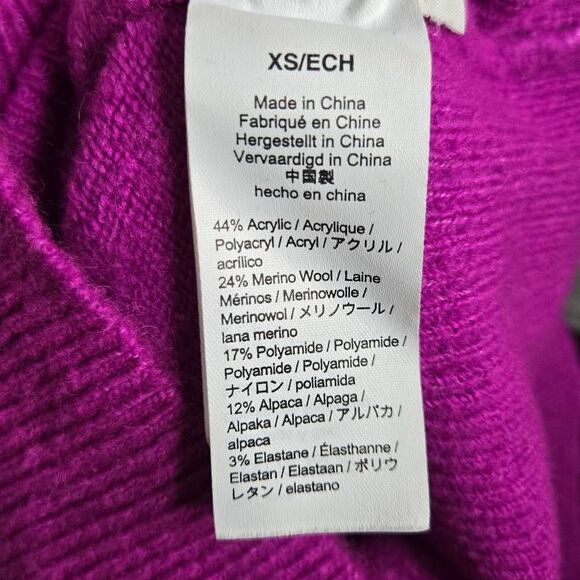 XS/ECH
Made in China
Fabriqué en Chine
Hergestellt in China
Vervaardigd in China
中国製
hecho en china
44% Acrylic / Acrylique /
Polyacryl / Acryl / アクリル /
acrílico
24% Merino Wool / Laine
Mérinos / Merinowolle /
Merinowol / メリノウール /
lana merino
17% Polyamide / Polyamide /
Polyamide / Polyamide /
ナイロン / poliamida
12% Alpaca / Alpaga /
Alpaka / Alpaca / アルパカ /
alpaca
3% Elastane / Élasthanne /
Elastan / Elastaan / ポリウ
レタン / elastano